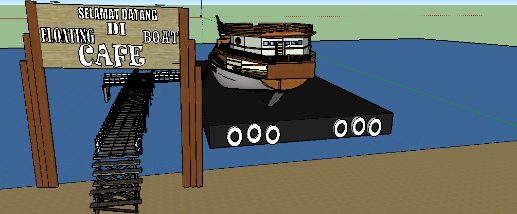 SELAMAT DATANG
DI
FLOATING BOAT
CAFE